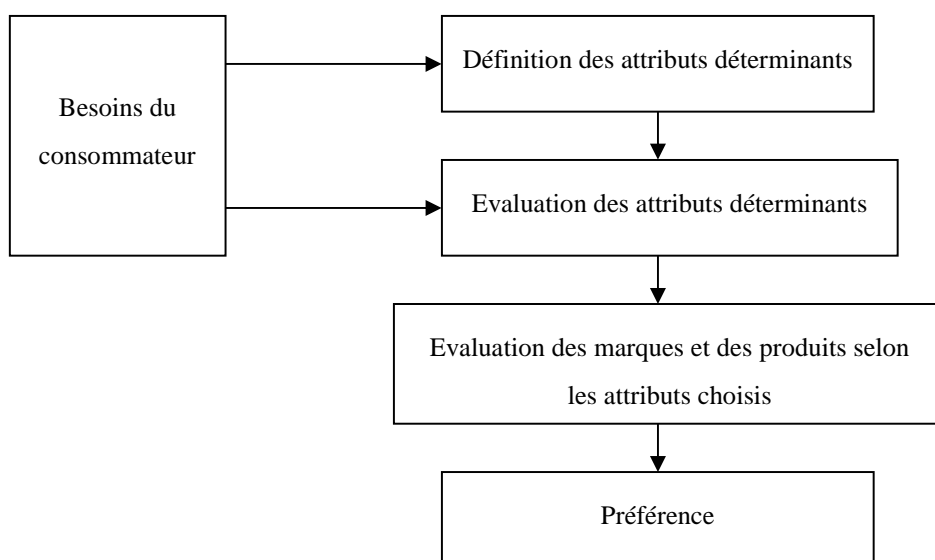 Besoins du
consommateur
Définition des attributs déterminants
Evaluation des attributs déterminants
Evaluation des marques et des produits selon
les attributs choisis
Préférence